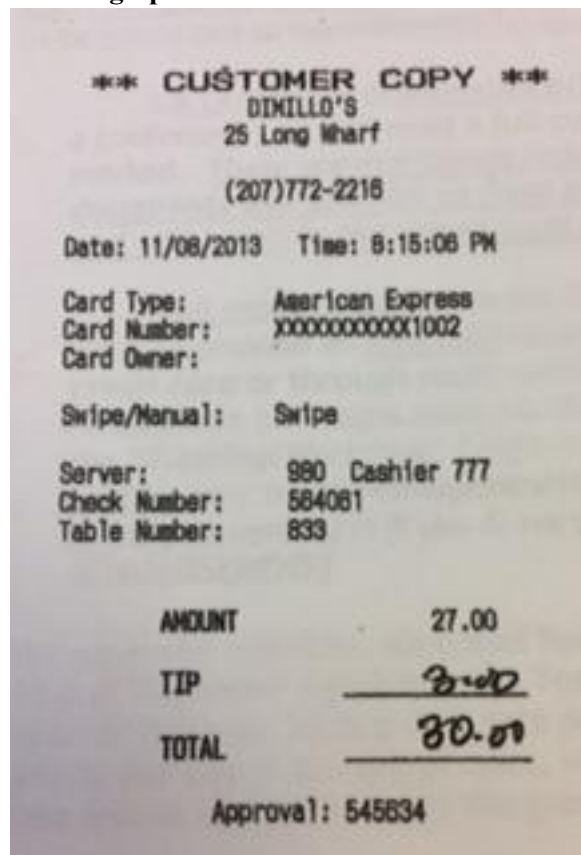 ** CUSTOMER COPY **
DIMILLO'S
25 Long Wharf
(207)772-2216
Date: 11/08/2013 Time: 8:15:06 PM
Card Type: American Express
Card Number: XXXXXXXXXXX1002
Card Owner:
Swipe/Manual: Swipe
Server: 980 Cashier 777
Check Number: 564061
Table Number: 833
AMOUNT 27.00
TIP 3.00
TOTAL 30.00
Approval: 545634